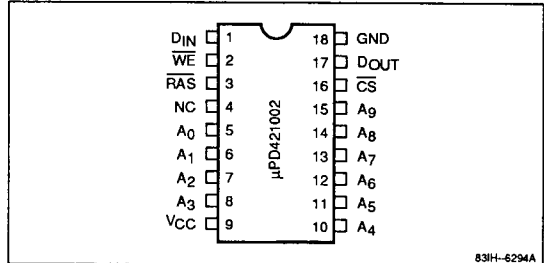 DIN 1 18 GND
WE 2 17 DOUT
RAS 3 16 CS
NC 4 15 A9
A0 5 14 A8
A1 6 13 A7
A2 7 12 A6
A3 8 11 A5
VCC 9 10 A4
µPD421002
83IH-6294A